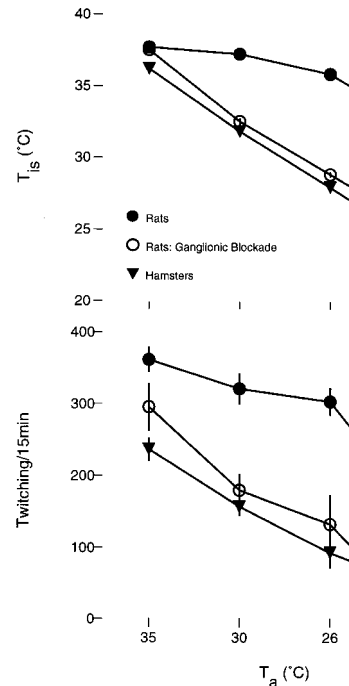 40
35
30
25
20
T is (˚C)
Rats
Rats: Ganglionic Blockade
Hamsters
400
300
200
100
0
Twitching/15min
35 30 26
T a (˚C)